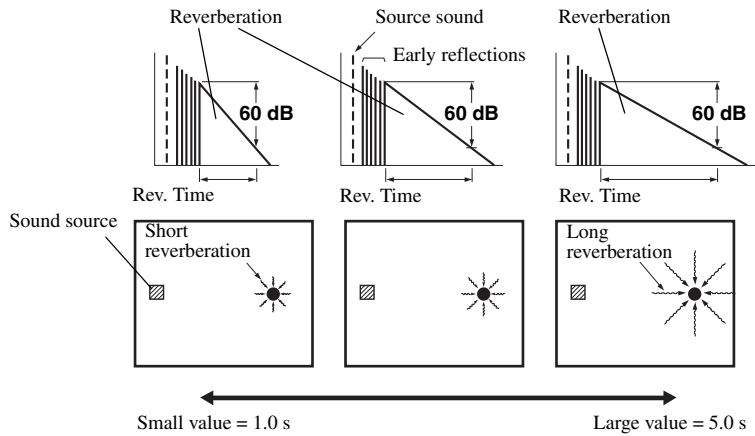 Reverberation
Source sound
Reverberation
Early reflections
60 dB
60 dB
60 dB
Rev. Time
Rev. Time
Rev. Time
Sound source
Short
reverberation
Long
reverberation
Small value = 1.0 s
Large value = 5.0 s